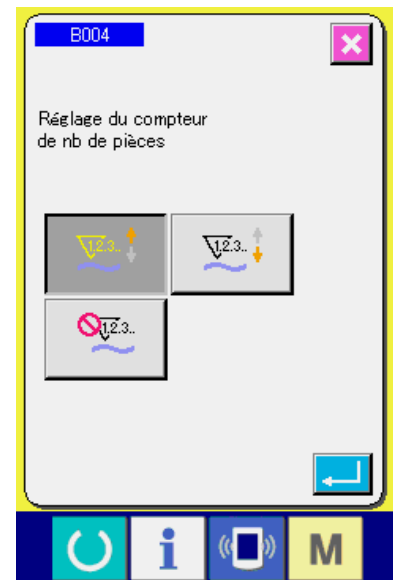 B004
Réglage du compteur
de nb de pièces
1,2.3..
1,2.3..
1,2.3..
i
M